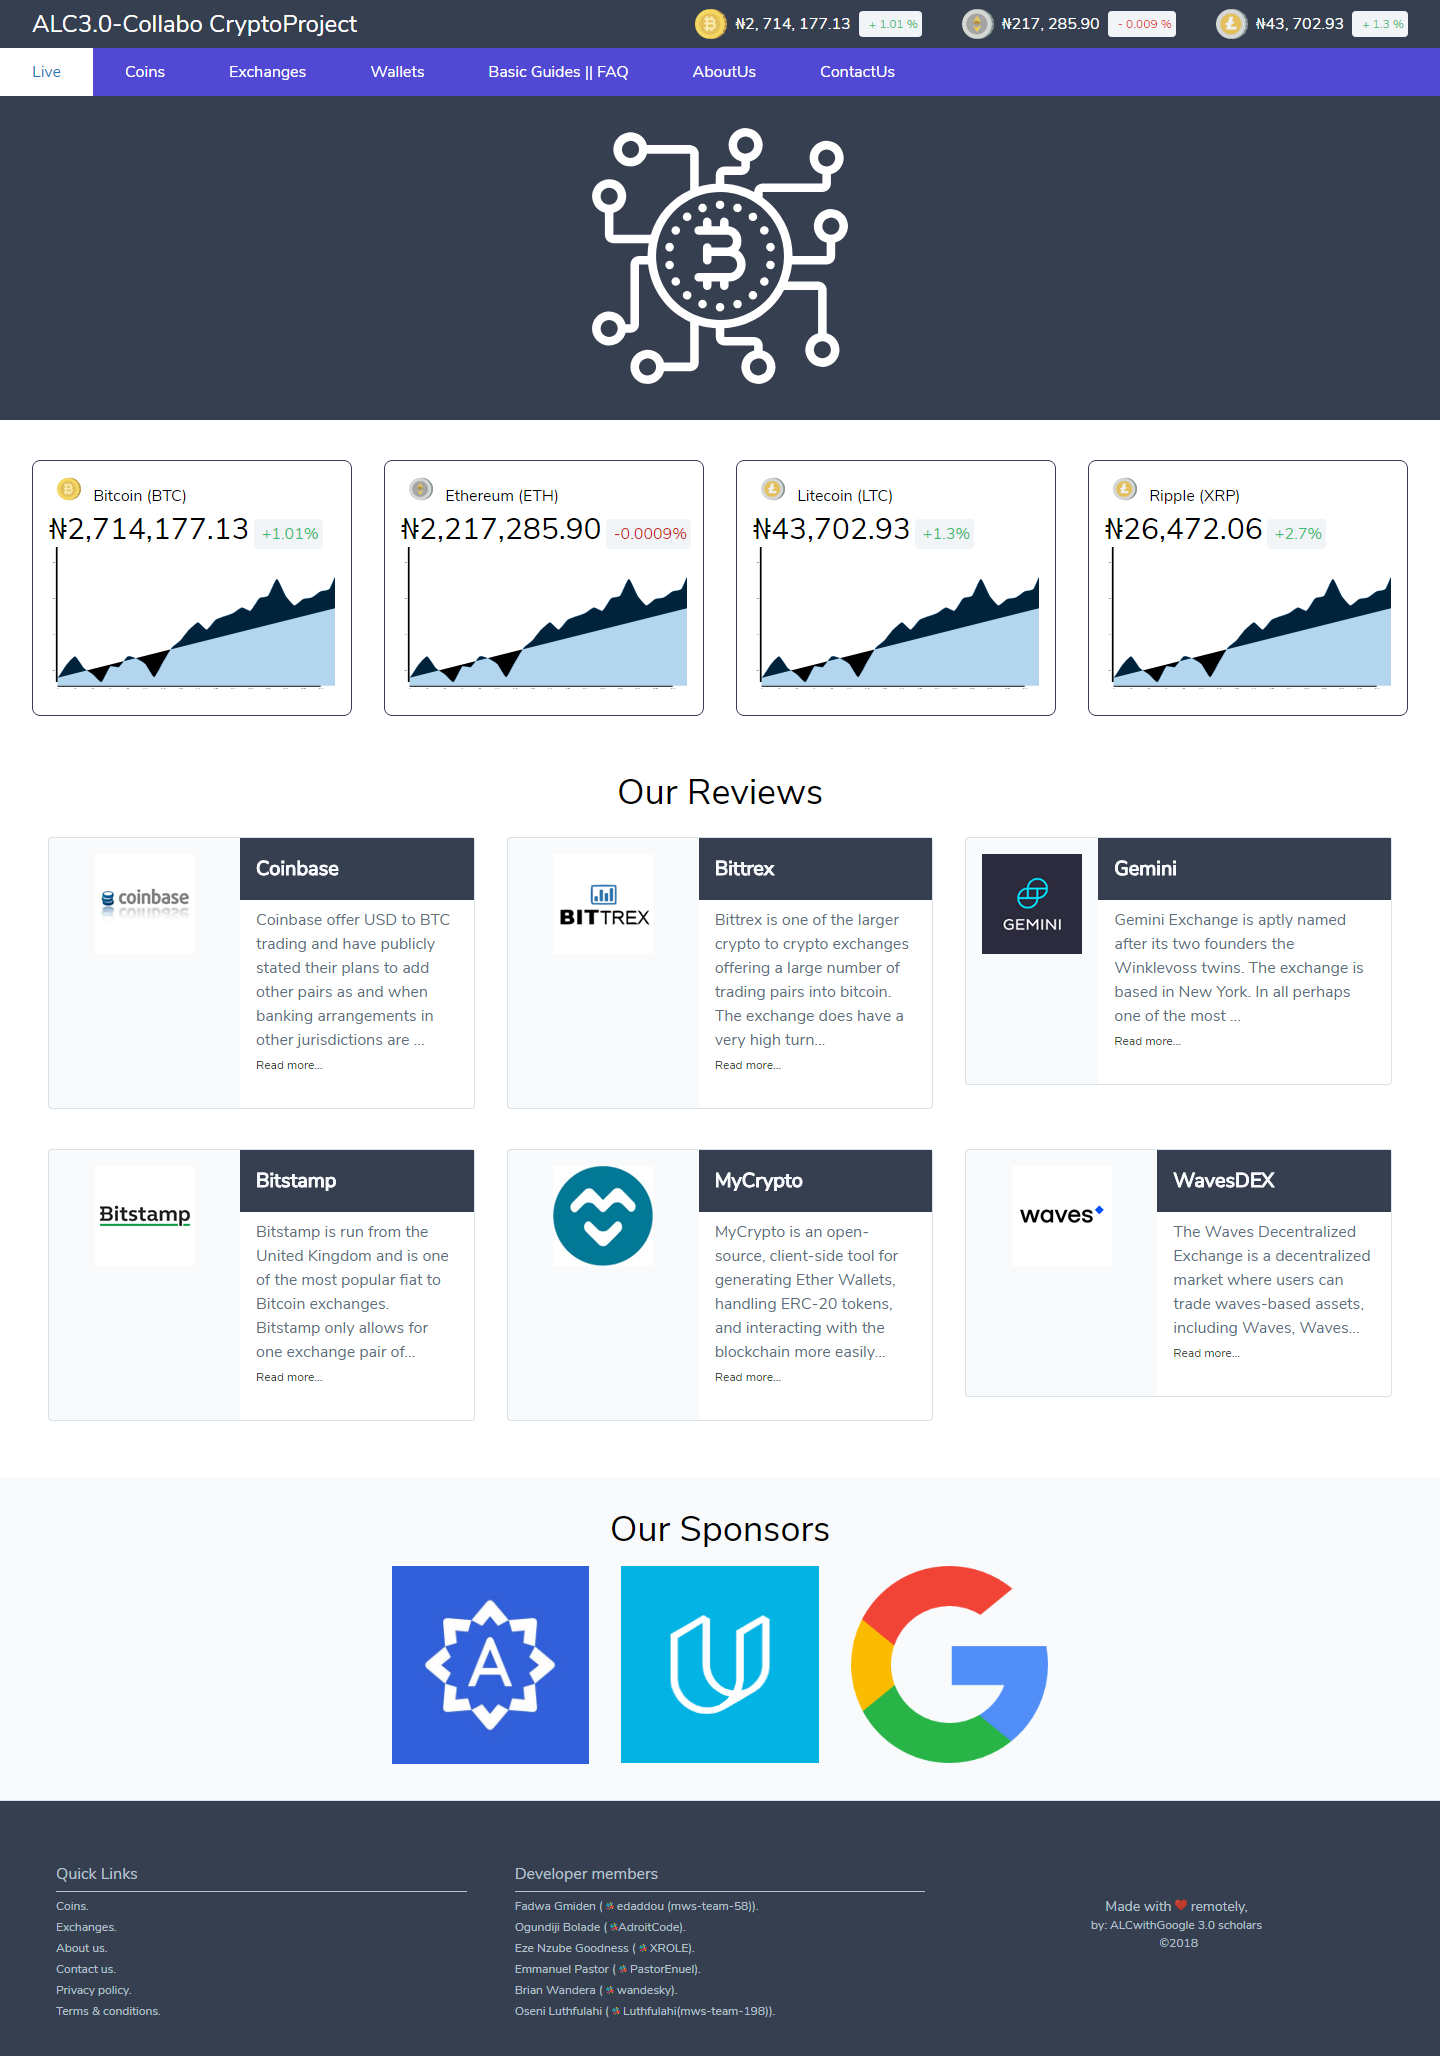 ALC3.0-Collabo CryptoProject
₦2, 714, 177.13 + 1.01 %
₦217, 285.90 - 0.009 %
₦43, 702.93 + 1.3 %
Live
Coins
Exchanges
Wallets
Basic Guides || FAQ
AboutUs
ContactUs
Bitcoin (BTC)
₦2,714,177.13 +1.01%
Ethereum (ETH)
₦2,217,285.90 -0.0009%
Litecoin (LTC)
₦43,702.93 +1.3%
Ripple (XRP)
₦26,472.06 +2.7%
Our Reviews
coinbase
Coinbase
Coinbase offer USD to BTC
trading and have publicly
stated their plans to add
other pairs as and when
banking arrangements in
other jurisdictions are ...
Read more...
BITTREX
Bittrex
Bittrex is one of the larger
crypto to crypto exchanges
offering a large number of
trading pairs into bitcoin.
The exchange does have a
very high turn...
Read more...
GEMINI
Gemini
Gemini Exchange is aptly named
after its two founders the
Winklevoss twins. The exchange is
based in New York. In all perhaps
one of the most ...
Read more...
Bitstamp
Bitstamp
Bitstamp is run from the
United Kingdom and is one
of the most popular fiat to
Bitcoin exchanges.
Bitstamp only allows for
one exchange pair of...
Read more...
MyCrypto
MyCrypto is an open-
source, client-side tool for
generating Ether Wallets,
handling ERC-20 tokens,
and interacting with the
blockchain more easily...
Read more...
waves
WavesDEX
The Waves Decentralized
Exchange is a decentralized
market where users can
trade waves-based assets,
including Waves, Waves...
Read more...
Our Sponsors
A
Quick Links
Coins.
Exchanges.
About us.
Contact us.
Privacy policy.
Terms & conditions.
Developer members
Fadwa Gmiden ( edaddou (mws-team-58)).
Ogundiji Bolade ( AdroitCode).
Eze Nzube Goodness ( XROLE).
Emmanuel Pastor ( PastorEnuel).
Brian Wandera ( wandesky).
Oseni Luthfulahi ( Luthfulahi(mws-team-198)).
Made with ❤ remotely,
by: ALCwithGoogle 3.0 scholars
©2018